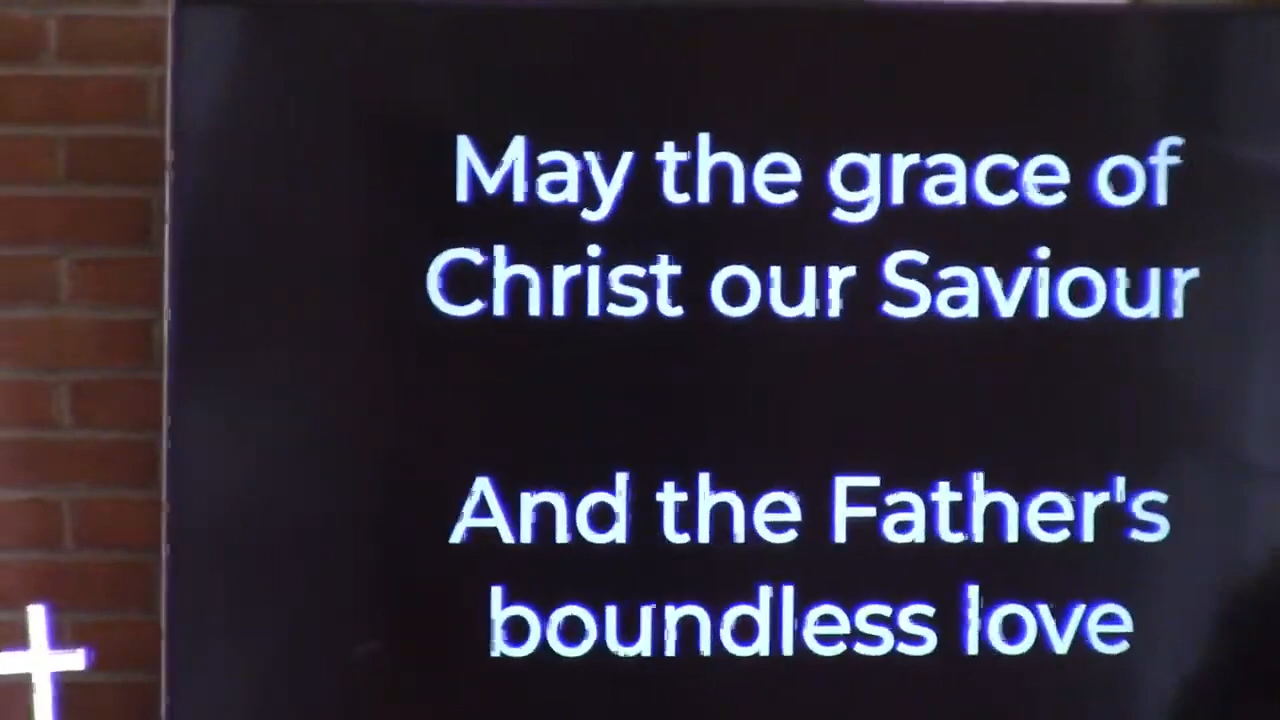 May the grace of
Christ our Saviour
And the Father's
boundless love